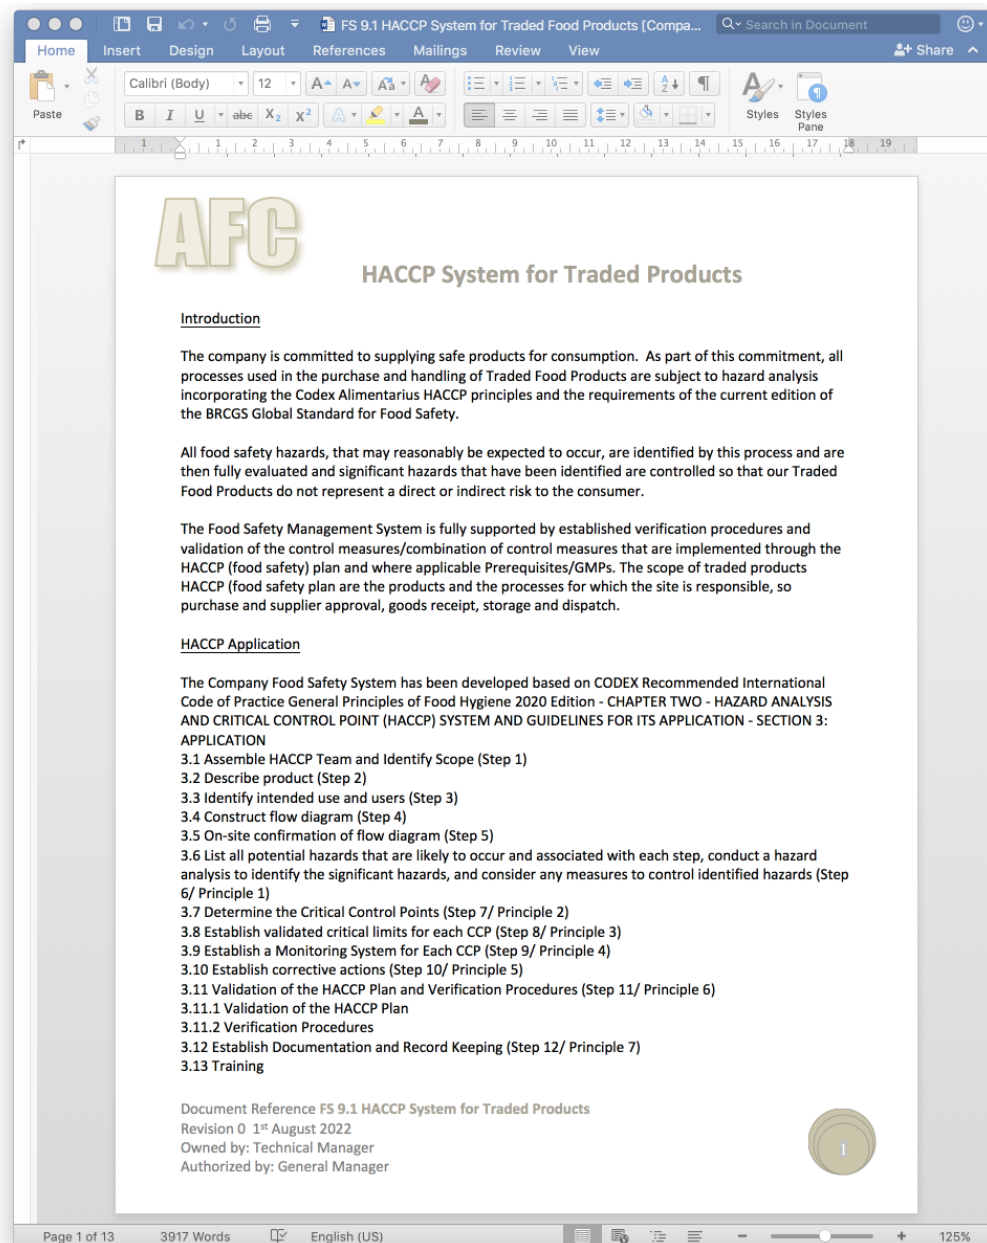 FS 9.1 HACCP System for Traded Food Products [Compa...
Search in Document
Home Insert Design Layout References Mailings Review View
Share
Calibri (Body) 12
Paste
B I U abc X2 X2 A A
Styles Styles Pane
1 1 2 3 4 5 6 7 8 9 10 11 12 13 14 15 16 17 18 19
AFC
HACCP System for Traded Products
Introduction
The company is committed to supplying safe products for consumption. As part of this commitment, all
processes used in the purchase and handling of Traded Food Products are subject to hazard analysis
incorporating the Codex Alimentarius HACCP principles and the requirements of the current edition of
the BRCGS Global Standard for Food Safety.
All food safety hazards, that may reasonably be expected to occur, are identified by this process and are
then fully evaluated and significant hazards that have been identified are controlled so that our Traded
Food Products do not represent a direct or indirect risk to the consumer.
The Food Safety Management System is fully supported by established verification procedures and
validation of the control measures/combination of control measures that are implemented through the
HACCP (food safety) plan and where applicable Prerequisites/GMPs. The scope of traded products
HACCP (food safety plan are the products and the processes for which the site is responsible, so
purchase and supplier approval, goods receipt, storage and dispatch.
HACCP Application
The Company Food Safety System has been developed based on CODEX Recommended International
Code of Practice General Principles of Food Hygiene 2020 Edition - CHAPTER TWO - HAZARD ANALYSIS
AND CRITICAL CONTROL POINT (HACCP) SYSTEM AND GUIDELINES FOR ITS APPLICATION - SECTION 3:
APPLICATION
3.1 Assemble HACCP Team and Identify Scope (Step 1)
3.2 Describe product (Step 2)
3.3 Identify intended use and users (Step 3)
3.4 Construct flow diagram (Step 4)
3.5 On-site confirmation of flow diagram (Step 5)
3.6 List all potential hazards that are likely to occur and associated with each step, conduct a hazard
analysis to identify the significant hazards, and consider any measures to control identified hazards (Step
6/ Principle 1)
3.7 Determine the Critical Control Points (Step 7/ Principle 2)
3.8 Establish validated critical limits for each CCP (Step 8/ Principle 3)
3.9 Establish a Monitoring System for Each CCP (Step 9/ Principle 4)
3.10 Establish corrective actions (Step 10/ Principle 5)
3.11 Validation of the HACCP Plan and Verification Procedures (Step 11/ Principle 6)
3.11.1 Validation of the HACCP Plan
3.11.2 Verification Procedures
3.12 Establish Documentation and Record Keeping (Step 12/ Principle 7)
3.13 Training
Document Reference FS 9.1 HACCP System for Traded Products
Revision 0 1st August 2022
Owned by: Technical Manager
Authorized by: General Manager
1
Page 1 of 13 3917 Words English (US) 125%